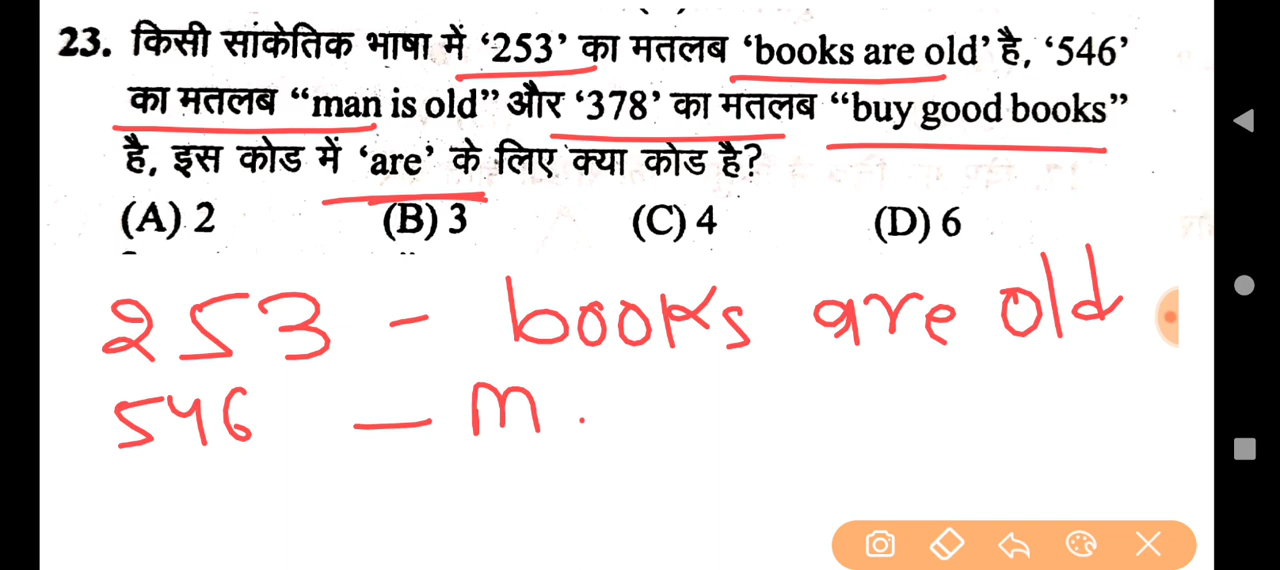 23. किसी सांकेतिक भाषा में ‘253’ का मतलब ‘books are old’ है, ‘546’
का मतलब “man is old” और ‘378’ का मतलब “buy good books”
है, इस कोड में ‘are’ के लिए क्या कोड है?
(A) 2 (B) 3 (C) 4 (D) 6
253 - books are old
546 — m